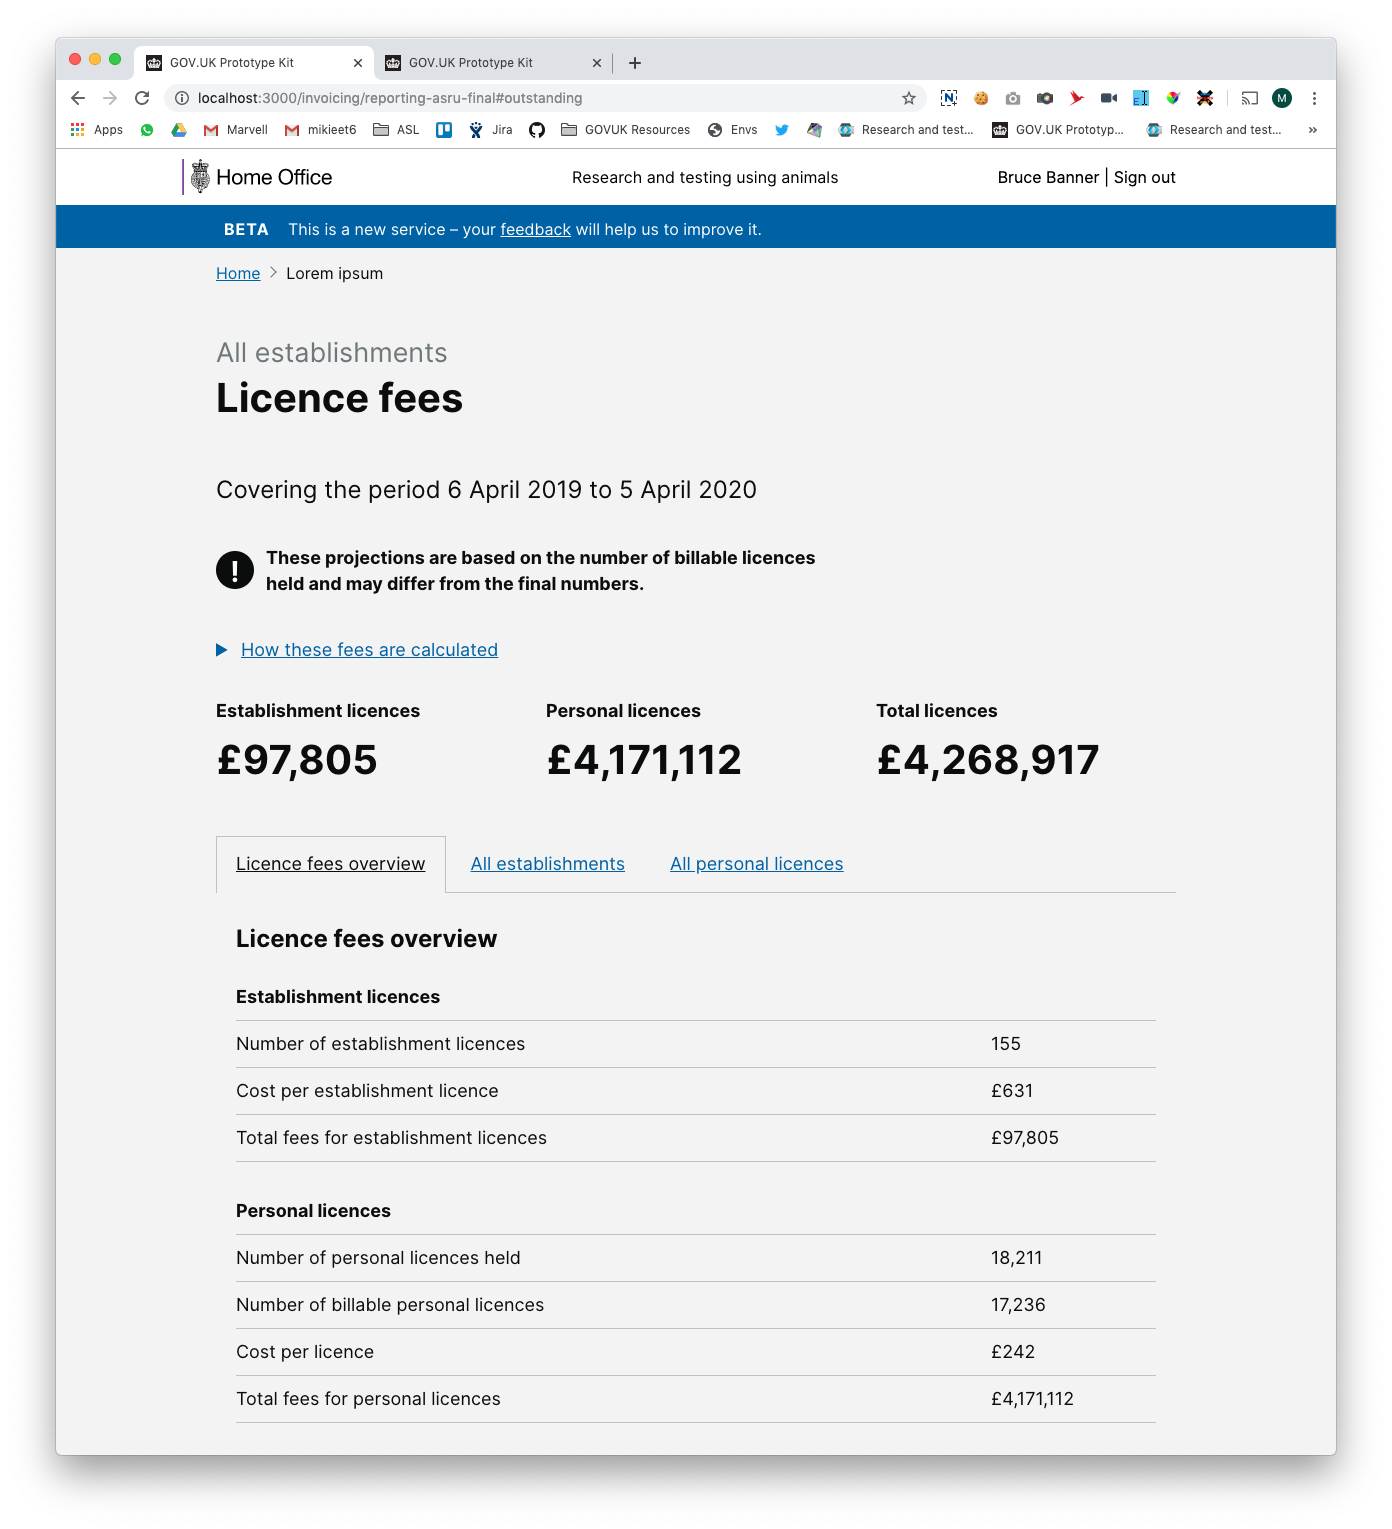 GOV.UK Prototype Kit
GOV.UK Prototype Kit
localhost:3000/invoicing/reporting-asru-final#outstanding
M
Apps Marvell mikieet6 ASL Jira GOVUK Resources Envs Research and test... GOV.UK Prototyp... Research and test... »
Home Office Research and testing using animals Bruce Banner | Sign out
BETA This is a new service – your feedback will help us to improve it.
Home Lorem ipsum
All establishments
Licence fees
Covering the period 6 April 2019 to 5 April 2020
! These projections are based on the number of billable licences
held and may differ from the final numbers.
How these fees are calculated
Establishment licences Personal licences Total licences
£97,805 £4,171,112 £4,268,917
Licence fees overview All establishments All personal licences
Licence fees overview
Establishment licences
Number of establishment licences 155
Cost per establishment licence £631
Total fees for establishment licences £97,805
Personal licences
Number of personal licences held 18,211
Number of billable personal licences 17,236
Cost per licence £242
Total fees for personal licences £4,171,112